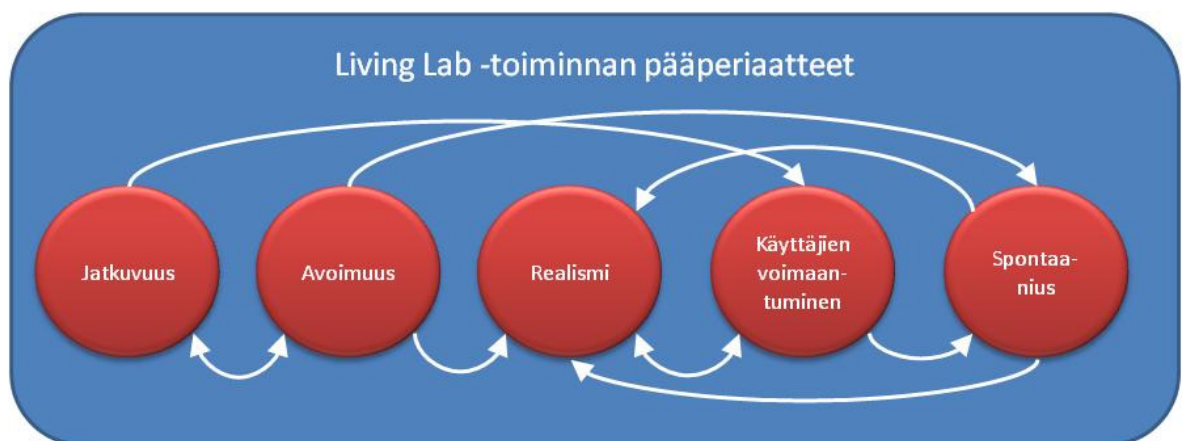 Living Lab -toiminnan pääperiaatteet
Jatkuvuus
Avoimuus
Realismi
Käyttäjien
voimaan-
tuminen
Spontaa-
nius